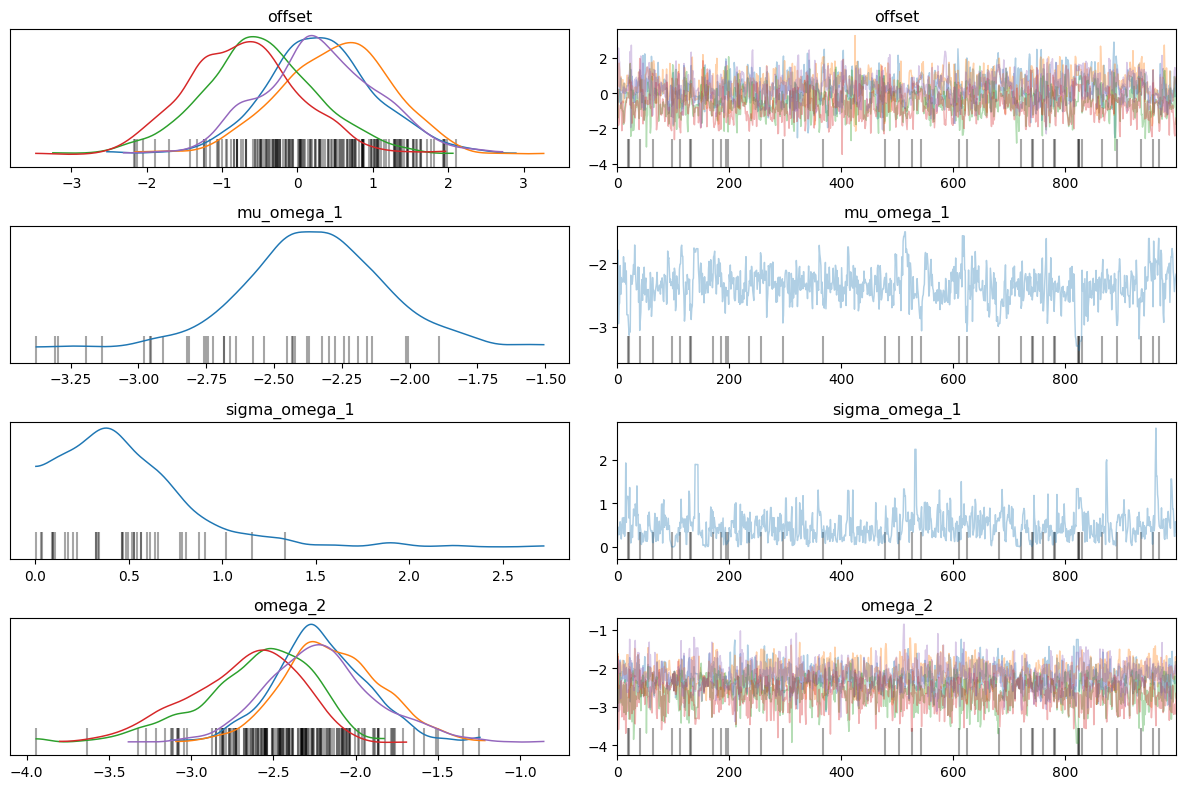 offset offset
2
0
−2
−4
−3 −2 −1 0 1 2 3 0 200 400 600 800
mu_omega_1 mu_omega_1
−2
−3
−3.25 −3.00 −2.75 −2.50 −2.25 −2.00 −1.75 −1.50 0 200 400 600 800
sigma_omega_1 sigma_omega_1
2
1
0
0.0 0.5 1.0 1.5 2.0 2.5 0 200 400 600 800
omega_2 omega_2
−1
−2
−3
−4
−4.0 −3.5 −3.0 −2.5 −2.0 −1.5 −1.0 0 200 400 600 800